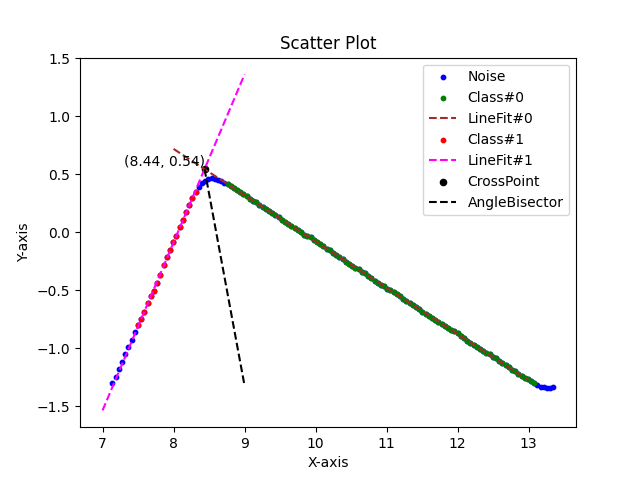 Scatter Plot
Noise
Class#0
LineFit#0
Class#1
LineFit#1
CrossPoint
AngleBisector
(8.44, 0.54)
Y-axis
1.5
1.0
0.5
0.0
−0.5
−1.0
−1.5
7 8 9 10 11 12 13
X-axis